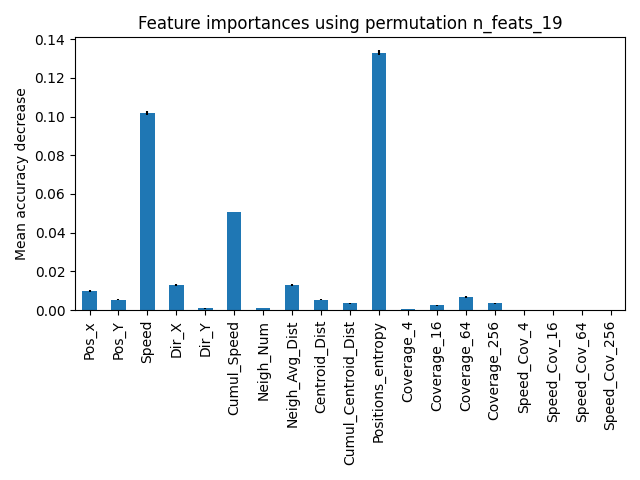 Feature importances using permutation n_feats_19
Mean accuracy decrease
0.14
0.12
0.10
0.08
0.06
0.04
0.02
0.00
Pos_x
Pos_Y
Speed
Dir_X
Dir_Y
Cumul_Speed
Neigh_Num
Neigh_Avg_Dist
Centroid_Dist
Cumul_Centroid_Dist
Positions_entropy
Coverage_4
Coverage_16
Coverage_64
Coverage_256
Speed_Cov_4
Speed_Cov_16
Speed_Cov_64
Speed_Cov_256